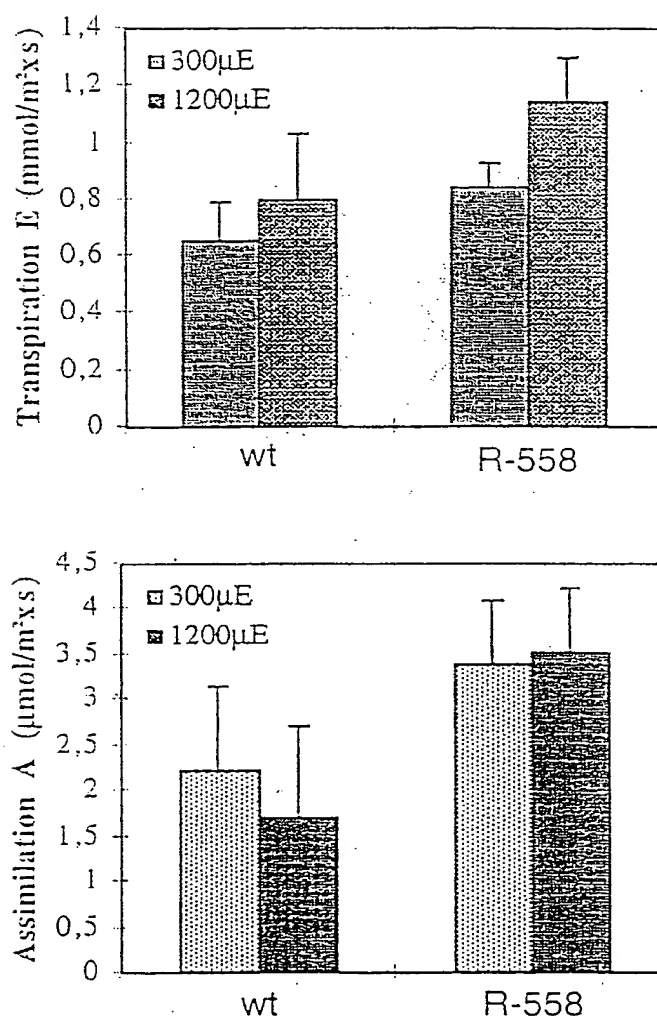 Transpiration E (mmol/m²xs)
1,4
1,2
1
0,8
0,6
0,4
0,2
0
300µE
1200µE
wt
R-558
Assimilation A (µmol/m²xs)
4,5
4
3,5
3
2,5
2
1,5
1
0,5
0
300µE
1200µE
wt
R-558